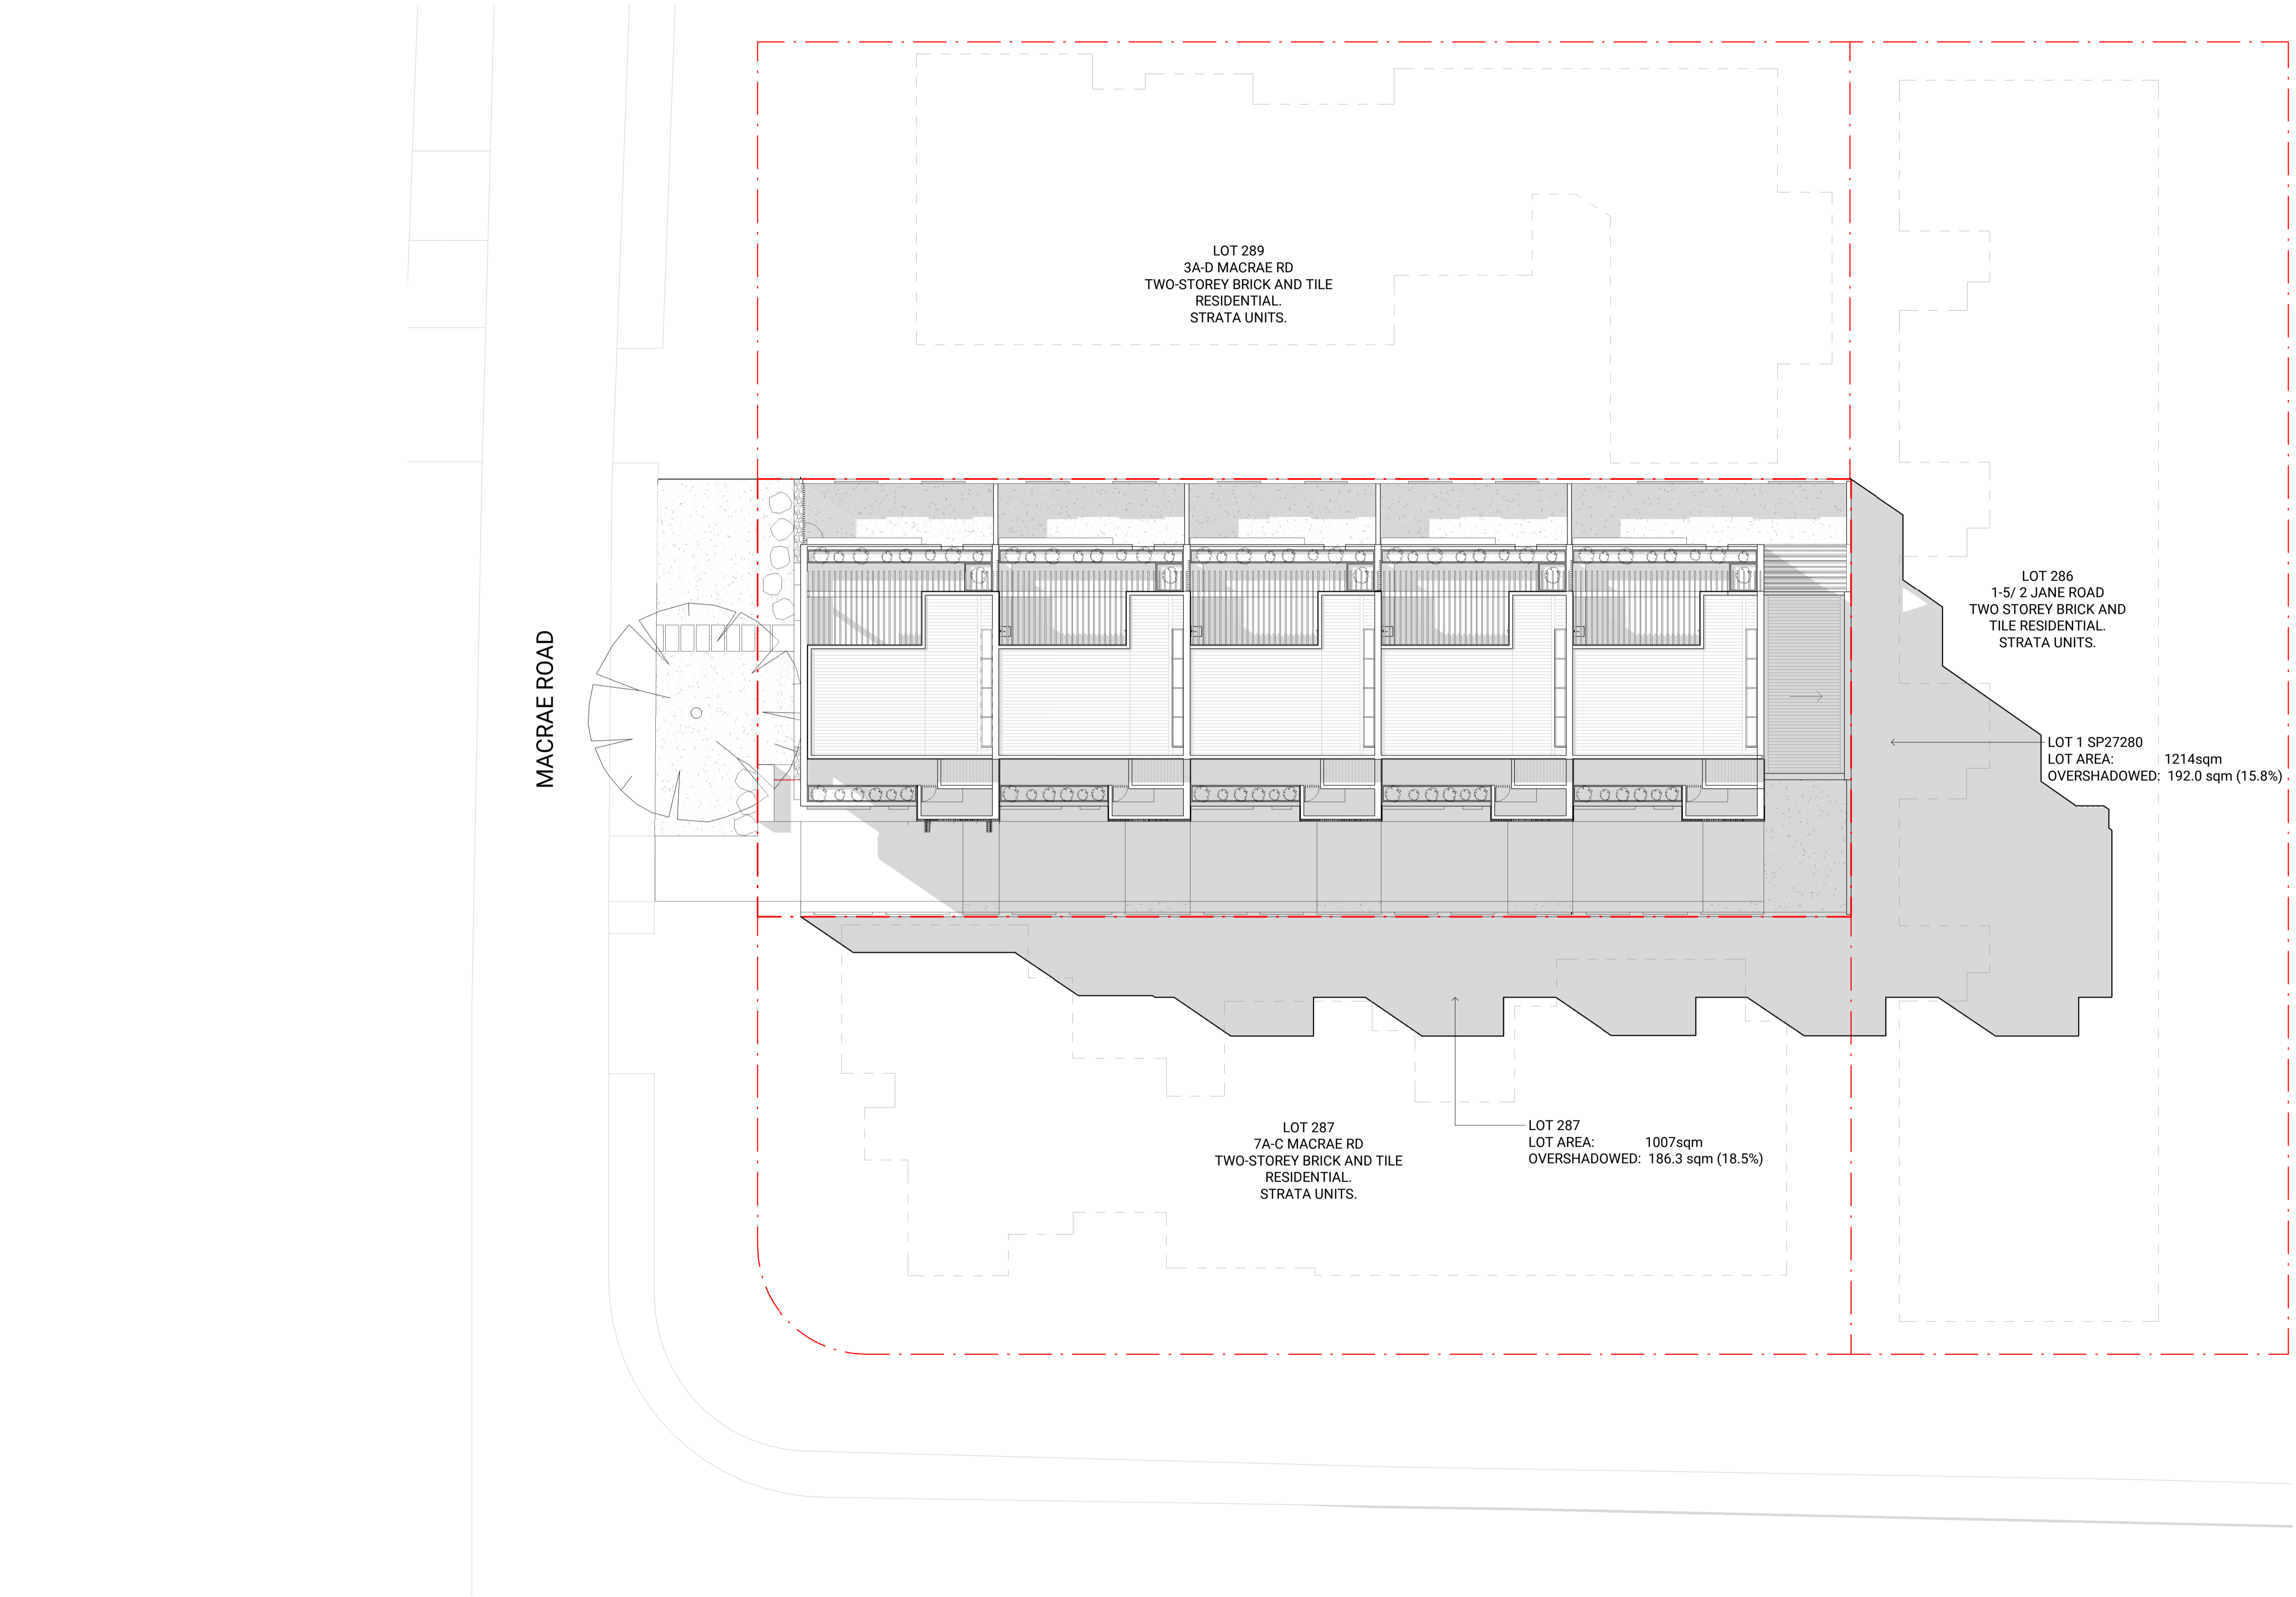 LOT 289
3A-D MACRAE RD
TWO-STOREY BRICK AND TILE
RESIDENTIAL.
STRATA UNITS.
LOT 286
1-5/ 2 JANE ROAD
TWO STOREY BRICK AND
TILE RESIDENTIAL.
STRATA UNITS.
MACRAE ROAD
LOT 1 SP27280
LOT AREA: 1214sqm
OVERSHADOWED: 192.0 sqm (15.8%)
LOT 287
7A-C MACRAE RD
TWO-STOREY BRICK AND TILE
RESIDENTIAL.
STRATA UNITS.
LOT 287
LOT AREA: 1007sqm
OVERSHADOWED: 186.3 sqm (18.5%)